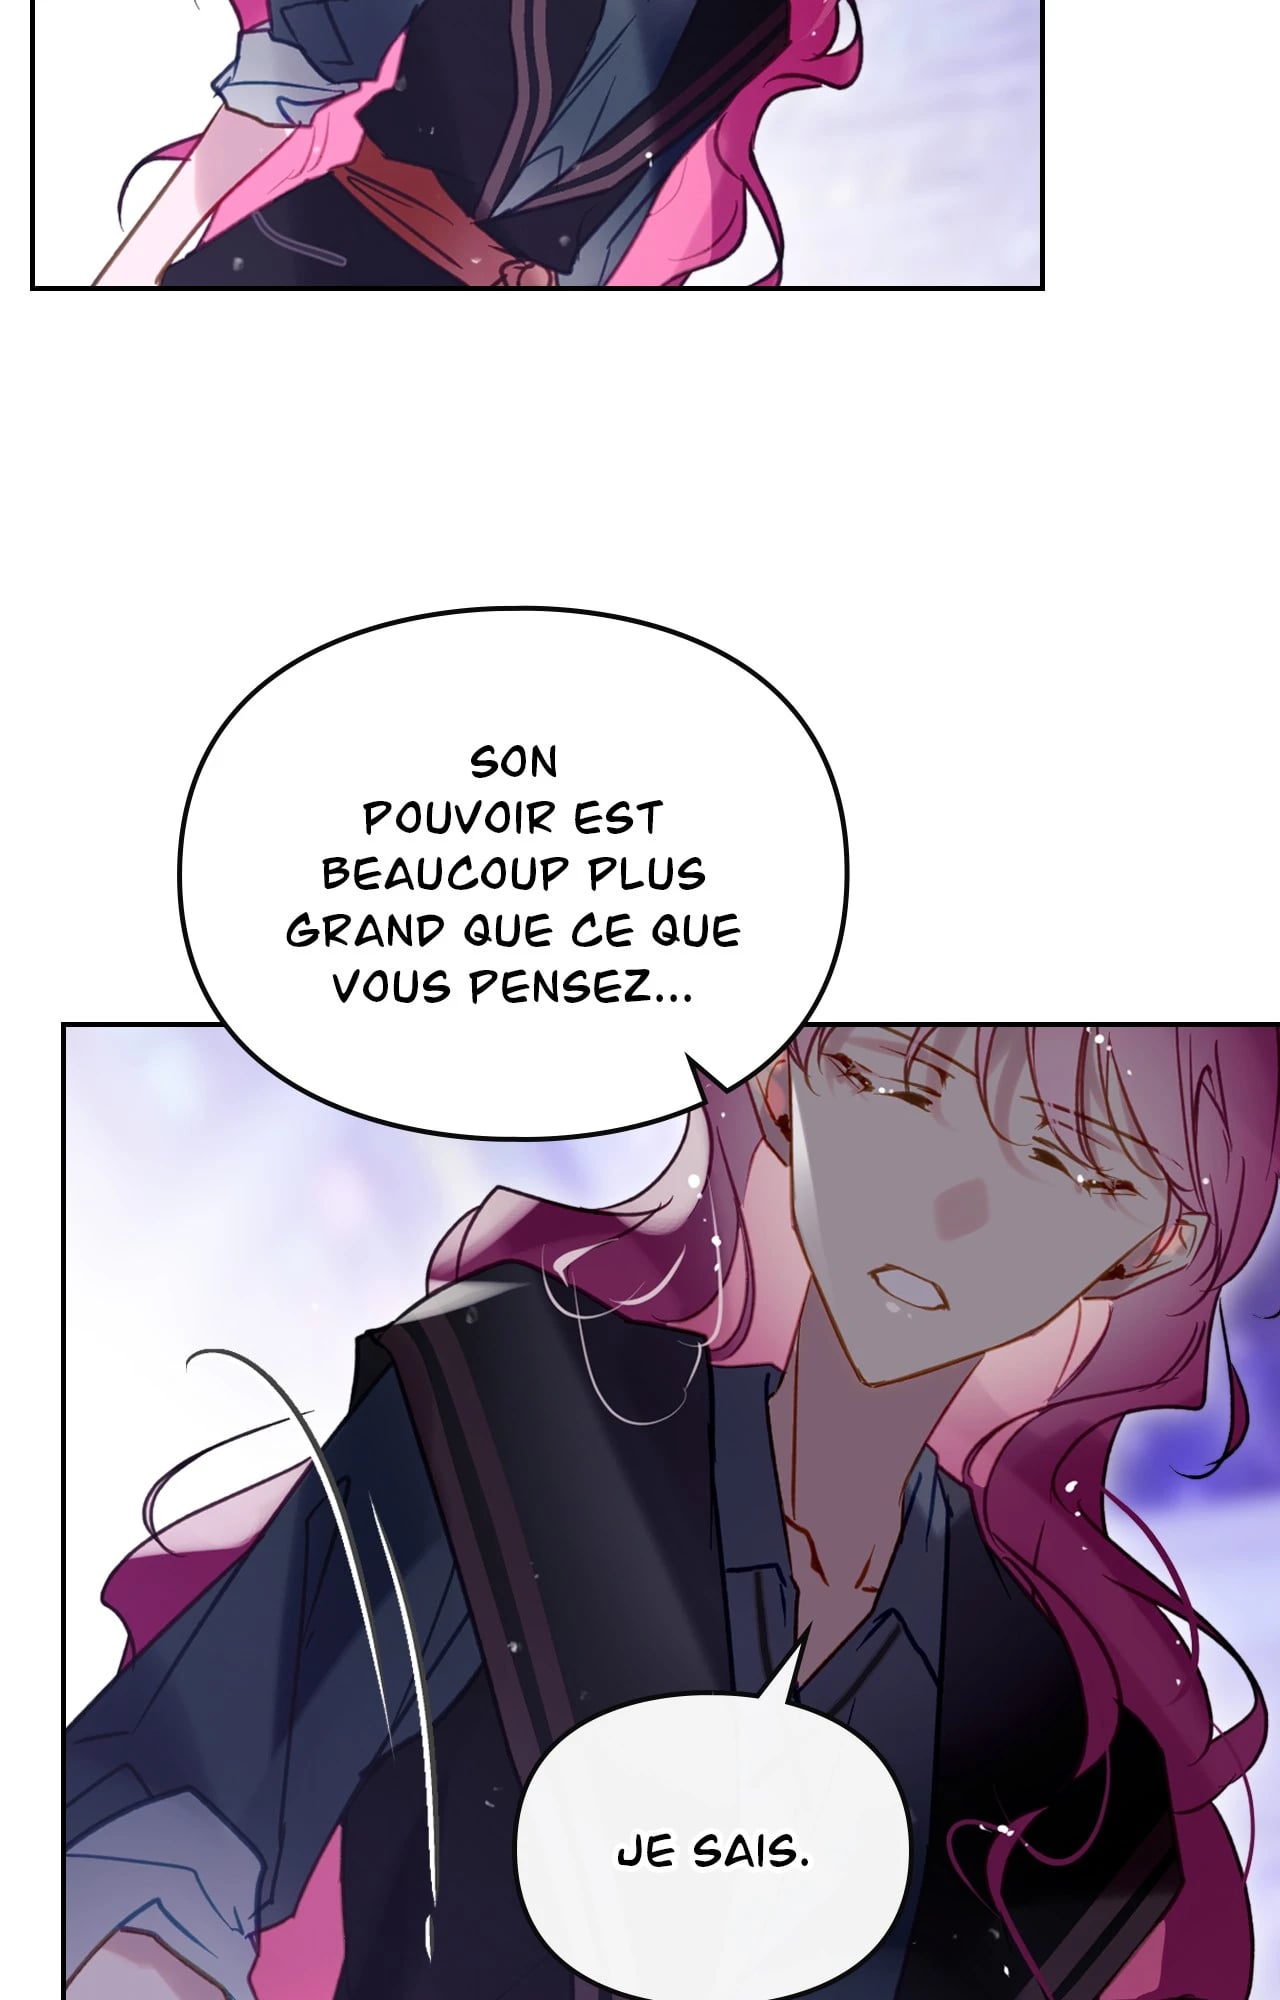 SON
POUVOIR EST
BEAUCOUP PLUS
GRAND QUE CE QUE
VOUS PENSEZ...
JE SAIS.